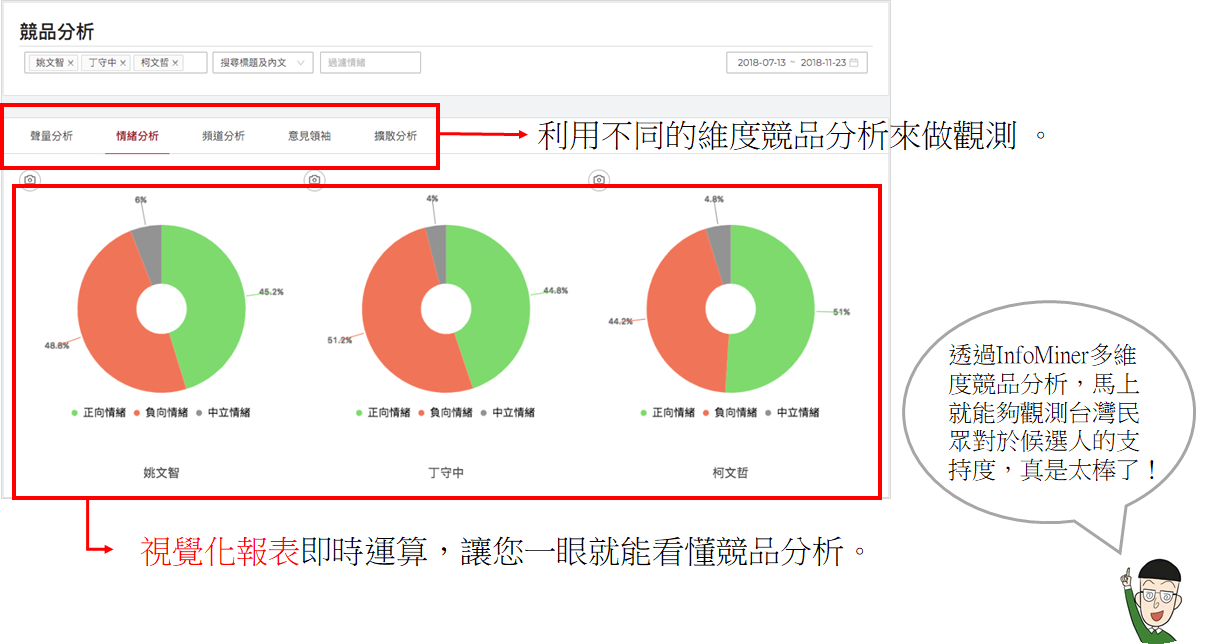 競品分析
姚文智 × 丁守中 × 柯文哲 × 搜尋標題及內文 過濾情緒 2018-07-13 ~ 2018-11-23
聲量分析 情緒分析 頻道分析 意見領袖 擴散分析
利用不同的維度競品分析來做觀測 。
6%
45.2%
48.8%
正向情緒 負向情緒 中立情緒
姚文智
4%
44.8%
51.2%
正向情緒 負向情緒 中立情緒
丁守中
4.8%
51%
44.2%
正向情緒 負向情緒 中立情緒
柯文哲
透過InfoMiner多維
度競品分析，馬上
就能夠觀測台灣民
眾對於候選人的支
持度，真是太棒了！
視覺化報表即時運算，讓您一眼就能看懂競品分析。